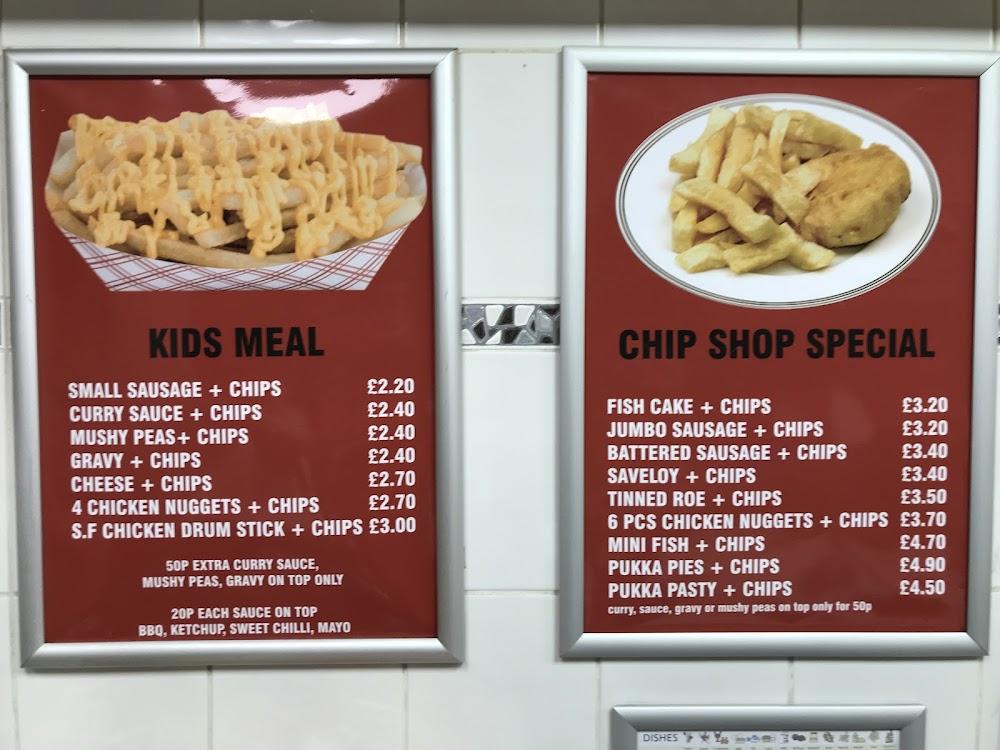 KIDS MEAL
SMALL SAUSAGE + CHIPS £2.20
CURRY SAUCE + CHIPS £2.40
MUSHY PEAS+ CHIPS £2.40
GRAVY + CHIPS £2.40
CHEESE + CHIPS £2.70
4 CHICKEN NUGGETS + CHIPS £2.70
S.F CHICKEN DRUM STICK + CHIPS £3.00
50P EXTRA CURRY SAUCE,
MUSHY PEAS, GRAVY ON TOP ONLY
20P EACH SAUCE ON TOP
BBQ, KETCHUP, SWEET CHILLI, MAYO
CHIP SHOP SPECIAL
FISH CAKE + CHIPS £3.20
JUMBO SAUSAGE + CHIPS £3.20
BATTERED SAUSAGE + CHIPS £3.40
SAVELOY + CHIPS £3.40
TINNED ROE + CHIPS £3.50
6 PCS CHICKEN NUGGETS + CHIPS £3.70
MINI FISH + CHIPS £4.70
PUKKA PIES + CHIPS £4.90
PUKKA PASTY + CHIPS £4.50
curry, sauce, gravy or mushy peas on top only for 50p
DISHES